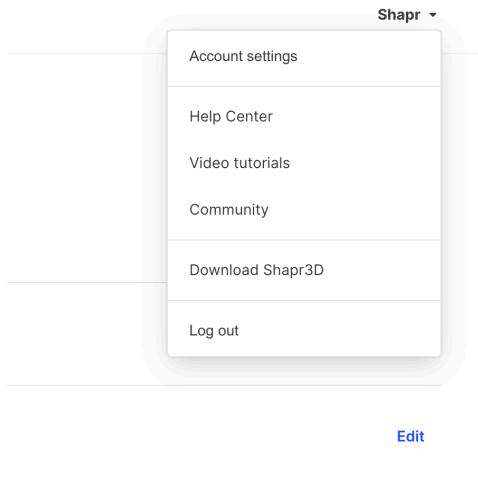 Shapr
Account settings
Help Center
Video tutorials
Community
Download Shapr3D
Log out
Edit